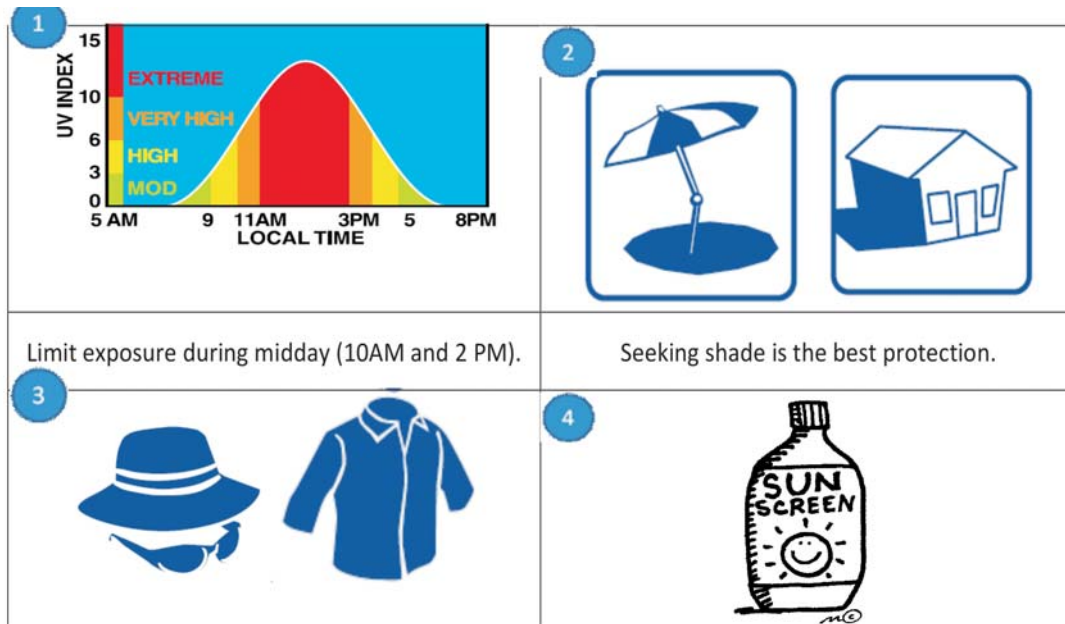 1
UV INDEX
15
10
6
3
0
EXTREME
VERY HIGH
HIGH
MOD
5 AM 9 11AM 3PM 5 8PM
LOCAL TIME
2
Limit exposure during midday (10AM and 2 PM).
Seeking shade is the best protection.
3
4
SUN
SCREEN